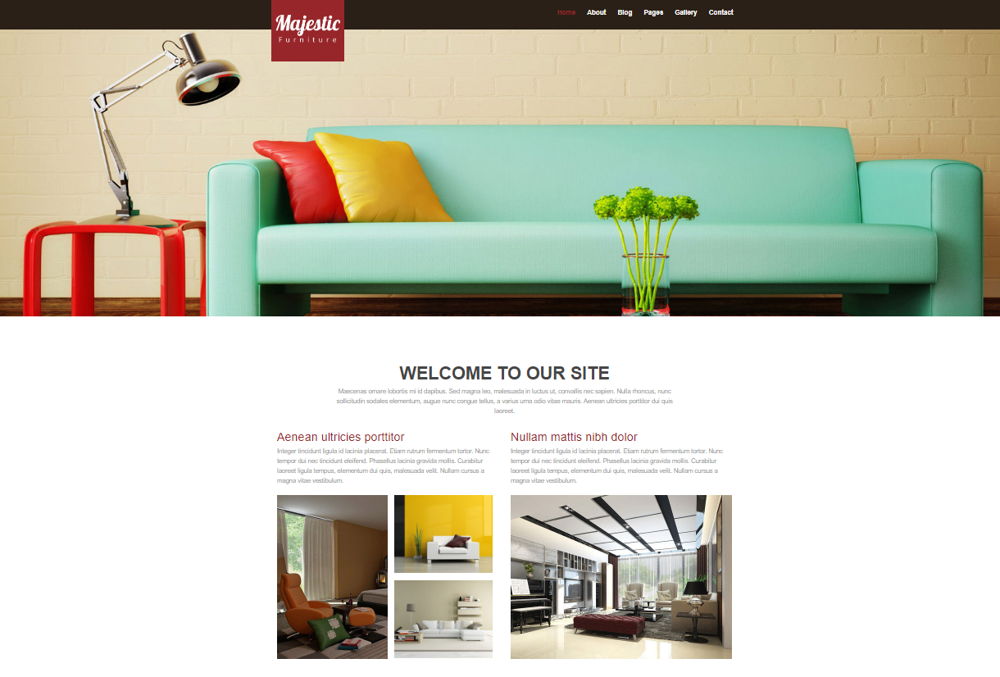 Majestic
Furniture
Home About Blog Pages Gallery Contact
WELCOME TO OUR SITE
Maecenas ornare lobortis mi id dapibus. Sed magna leo, malesuada in luctus ut, convallis nec sapien. Nulla rhoncus, nunc
sollicitudin sodales elementum, augue nunc congue tellus, a varius urna odio vitae mauris. Aenean ultricies porttitor dui quis
laoreet.
Aenean ultricies porttitor
Integer tincidunt ligula id lacinia placerat. Etiam rutrum fermentum tortor. Nunc
tempor dui nec tincidunt eleifend. Phasellus lacinia gravida mollis. Curabitur
laoreet ligula tempus, elementum dui quis, malesuada velit. Nullam cursus a
magna vitae vestibulum.
Nullam mattis nibh dolor
Integer tincidunt ligula id lacinia placerat. Etiam rutrum fermentum tortor. Nunc
tempor dui nec tincidunt eleifend. Phasellus lacinia gravida mollis. Curabitur
laoreet ligula tempus, elementum dui quis, malesuada velit. Nullam cursus a
magna vitae vestibulum.